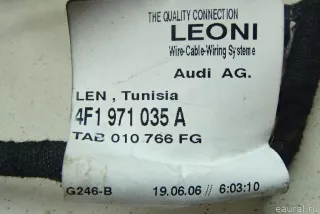 THE QUALITY CONNECTION
LEONI
Wire-Cable-Wiring Systeme
Audi AG.
LEN , Tunisia
4F1 971 035 A
TAB 010 766 FG
G246-B 19.06.06 // 6:03:10
eaural.ru